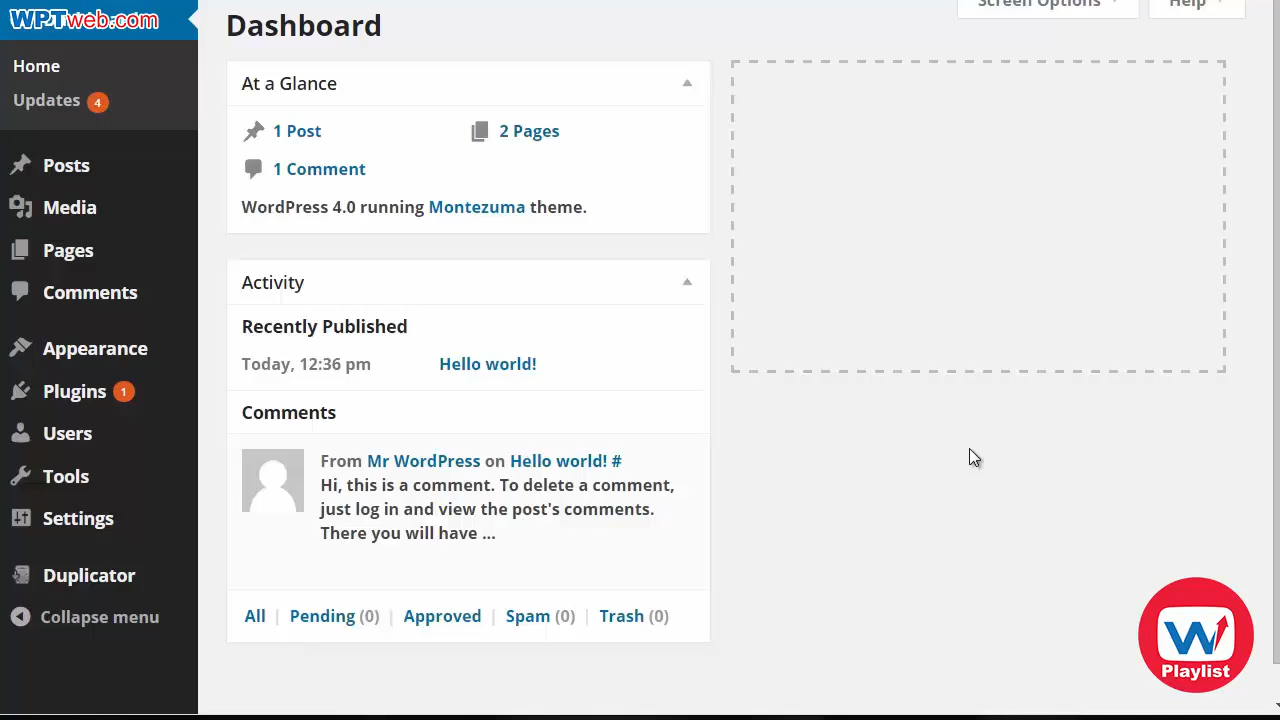 WPTweb.com
Home
Updates 4
Posts
Media
Pages
Comments
Appearance
Plugins 1
Users
Tools
Settings
Duplicator
Collapse menu
Screen Options
Help
Dashboard
At a Glance
1 Post
2 Pages
1 Comment
WordPress 4.0 running Montezuma theme.
Activity
Recently Published
Today, 12:36 pm Hello world!
Comments
From Mr WordPress on Hello world! #
Hi, this is a comment. To delete a comment,
just log in and view the post's comments.
There you will have ...
All | Pending (0) | Approved | Spam (0) | Trash (0)
W
Playlist